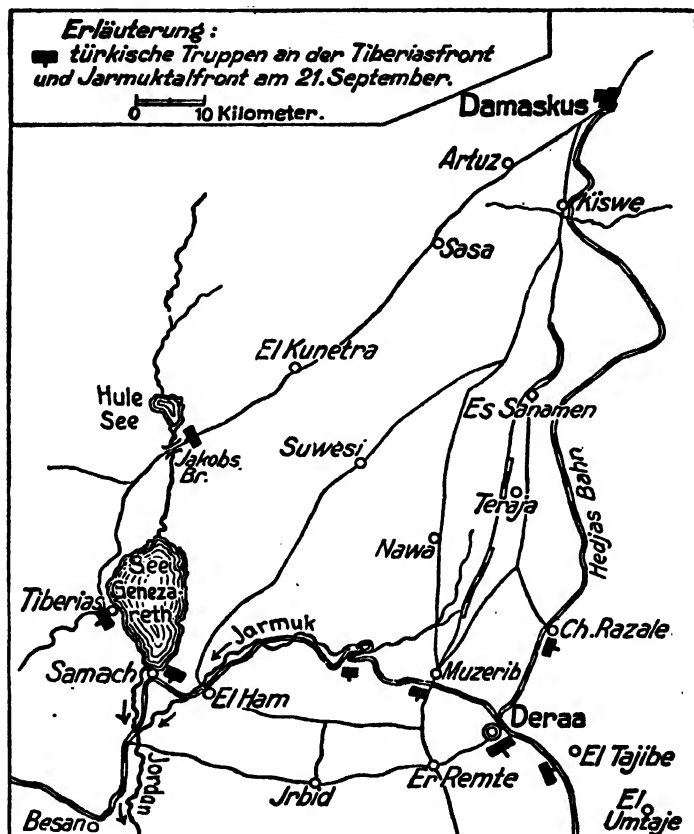 Erläuterung:
türkische Truppen an der Tiberiasfront
und Jarmuktalfront am 21. September.
0 10 Kilometer.
Damaskus
Artuz
Kiswe
Sasa
El Kunetra
Hule
See
Es Sanamen
Jakobs.
Br.
Suwesi
Teraja
Hedjas Bahn.
Nawa
See
Geneza-
reth
Tiberias
Jarmuk
Ch. Razale
Samach
El Ham
Muzerib
Deraa
El Tajibe
Jordan
Jrbid
Er Remte
El
Umtaje
Besan